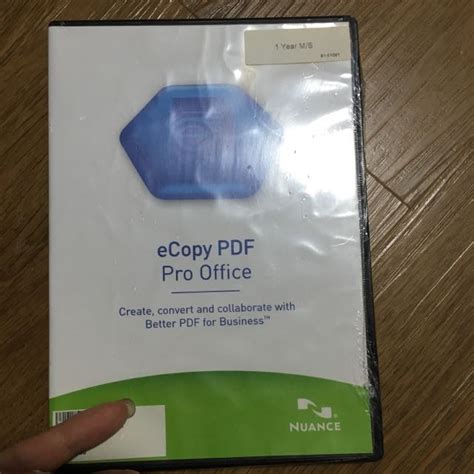 1 Year M/S
eCopy PDF
Pro Office
Create, convert and collaborate with
Better PDF for Business™
NUANCE